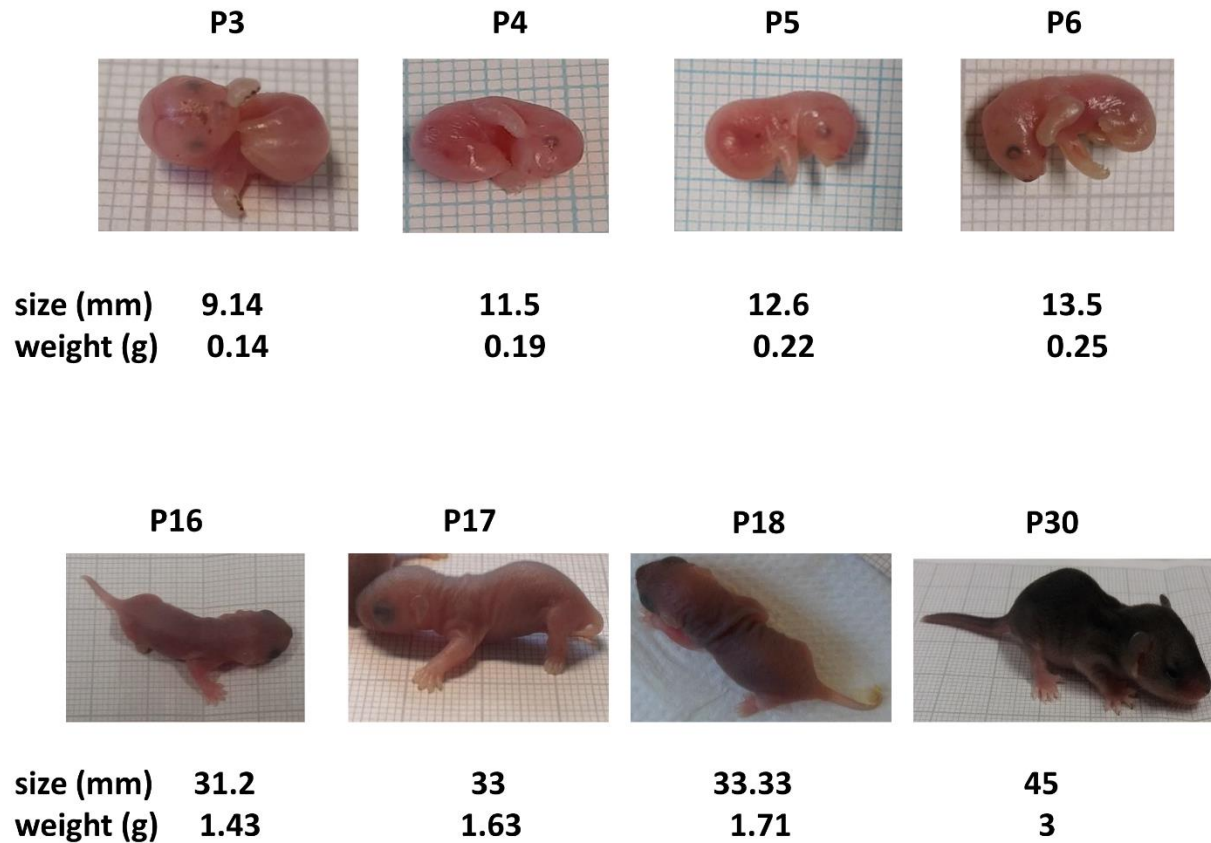 P3 P4 P5 P6
size (mm) 9.14 11.5 12.6 13.5
weight (g) 0.14 0.19 0.22 0.25
P16 P17 P18 P30
size (mm) 31.2 33 33.33 45
weight (g) 1.43 1.63 1.71 3